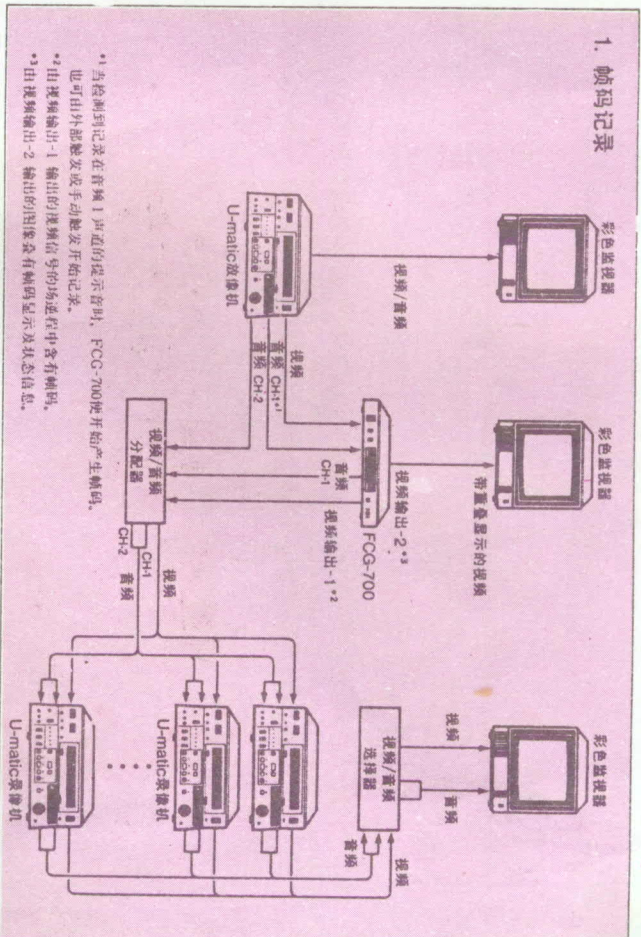 1. 帧码记录
彩色监视器
彩色监视器
彩色监视器
视频/音频
带重叠显示的视频
视频
音频
U-matic放像机
视频
音频 CH-1*1
音频 CH-2
视频输出-2*3
FCG-700
音频
CH-1
视频输出-1*2
视频/音频
选择器
视频/音频
分配器
视频
CH-1
CH-2
音频
视频
音频
U-matic录像机
U-matic录像机
*1当检测到记录在音频1声道的提示音时，FCG-700便开始产生帧码。
也可由外部触发或手动触发开始记录。
*2由视频输出-1 输出的视频信号的场逆程中含有帧码。
*3由视频输出-2 输出的图像叠有帧码显示及状态信息。